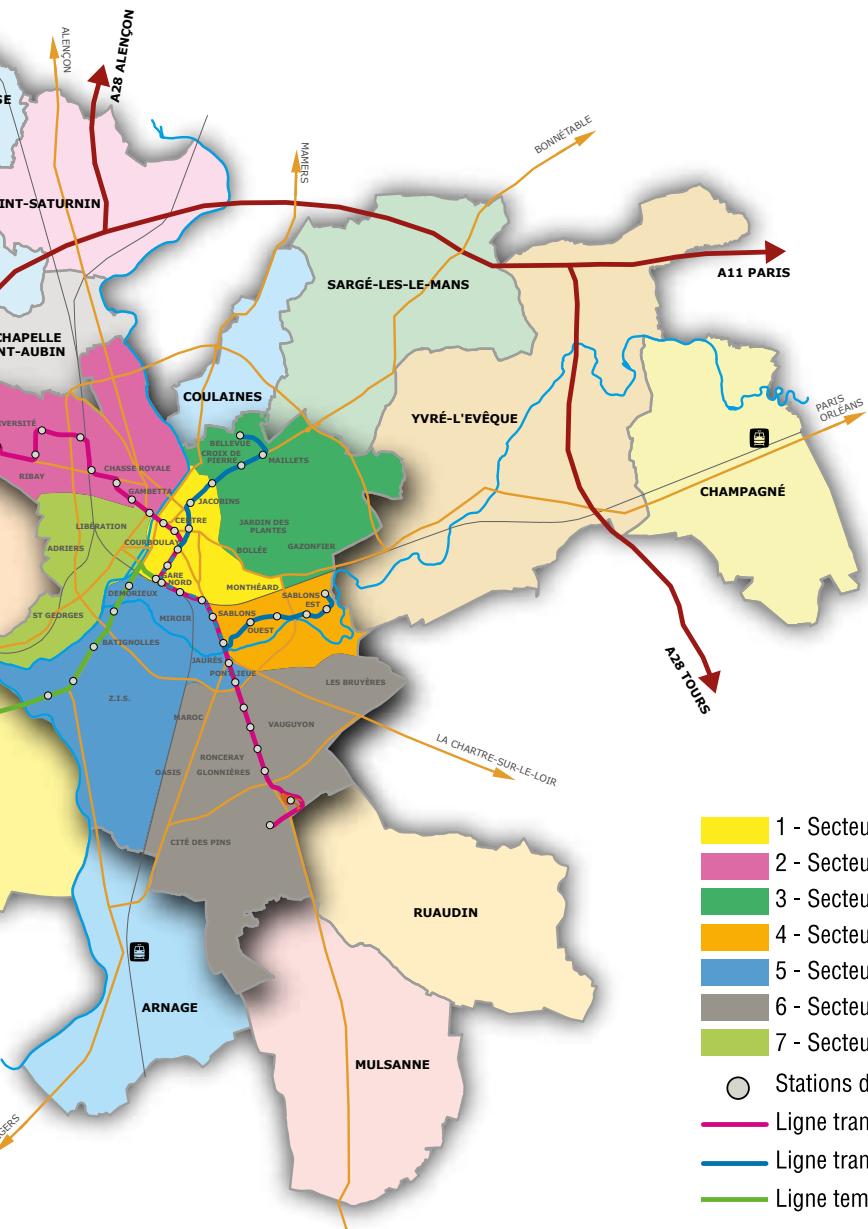 ALENÇON
A28 ALENÇON
SE
MAMERS
BONNÉTABLE
INT-SATURNIN
A11 PARIS
SARGÉ-LES-LE-MANS
CHAPELLE
NT-AUBIN
COULAINES
YVRÉ-L'EVÊQUE
PARIS
ORLÉANS
CHAMPAGNÉ
IVERSITÉ
RIBAY
CHASSE ROYALE
GAMBETTA
BELLEVUE
CROIX DE
PIERRE
MAILLETS
JACOBINS
CENTRE
JARDIN DES
PLANTES
LIBÉRATION
COURBOULAY
BOLLÉE
GAZONFIER
ADRIERS
GARE
NORD
MONTHÉARD
DEMORIEUX
SABLONS
EST
ST GEORGES
MIROIR
SABLONS
OUEST
BATIGNOLLES
JAURÈS
PONTLIEUE
LES BRUYÈRES
Z.I.S.
MAROC
VAUGUYON
A28 TOURS
RONCERAY
GLONNIÈRES
OASIS
LA CHARTRE-SUR-LE-LOIR
CITÉ DES PINS
RUAUDIN
ARNAGE
MULSANNE
GERS
1 - Secteu
2 - Secteu
3 - Secteu
4 - Secteu
5 - Secteu
6 - Secteu
7 - Secteu
Stations d
Ligne tran
Ligne tran
Ligne tem